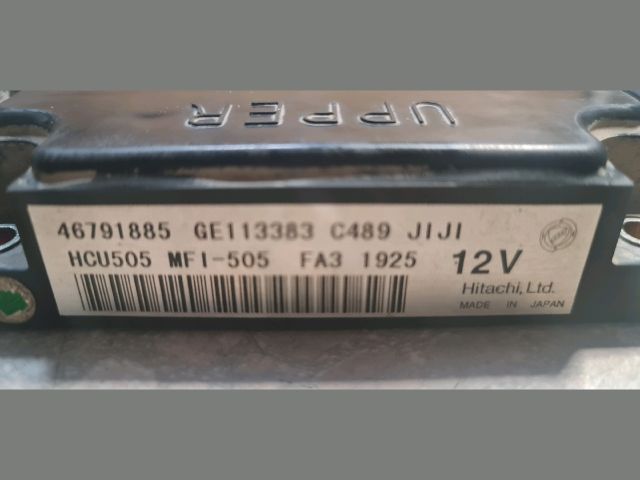 UPPER
46791885 GE113383 C489 JIJI
HCU505 MFI-505 FA3 1925 12V
Hitachi, Ltd.
MADE IN JAPAN